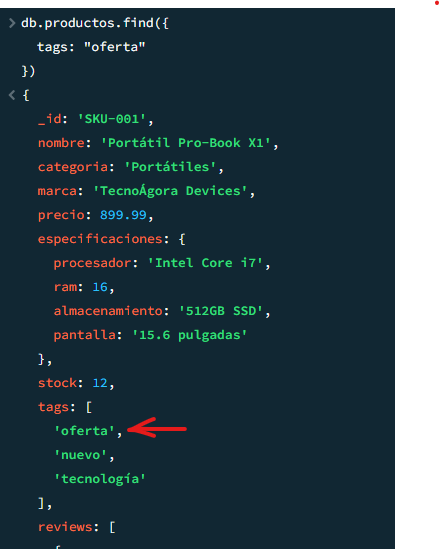 > db.productos.find({
tags: "oferta"
})
< {
_id: 'SKU-001',
nombre: 'Portátil Pro-Book X1',
categoria: 'Portátiles',
marca: 'TecnoÁgora Devices',
precio: 899.99,
especificaciones: {
procesador: 'Intel Core i7',
ram: 16,
almacenamiento: '512GB SSD',
pantalla: '15.6 pulgadas'
},
stock: 12,
tags: [
'oferta',
'nuevo',
'tecnología'
],
reviews: [